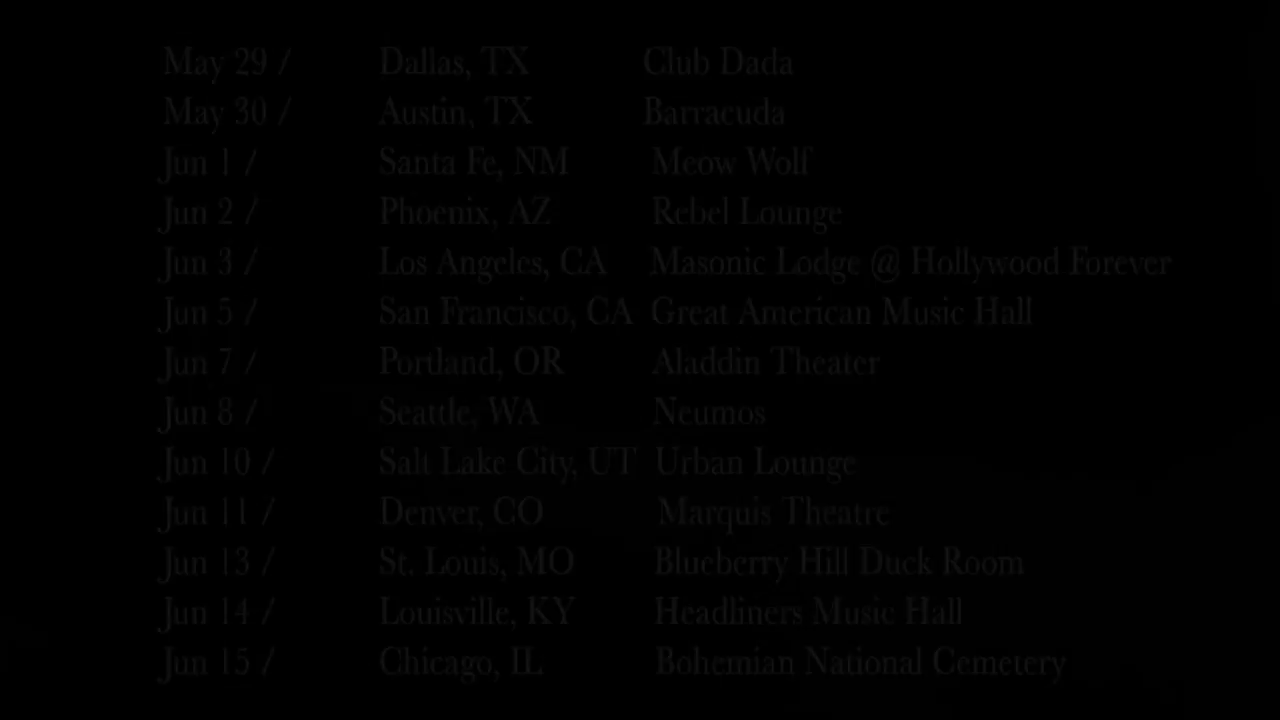 May 29 / Dallas, TX Club Dada
May 30 / Austin, TX Barracuda
Jun 1 / Santa Fe, NM Meow Wolf
Jun 2 / Phoenix, AZ Rebel Lounge
Jun 3 / Los Angeles, CA Masonic Lodge @ Hollywood Forever
Jun 5 / San Francisco, CA Great American Music Hall
Jun 7 / Portland, OR Aladdin Theater
Jun 8 / Seattle, WA Neumos
Jun 10 / Salt Lake City, UT Urban Lounge
Jun 11 / Denver, CO Marquis Theatre
Jun 13 / St. Louis, MO Blueberry Hill Duck Room
Jun 14 / Louisville, KY Headliners Music Hall
Jun 15 / Chicago, IL Bohemian National Cemetery